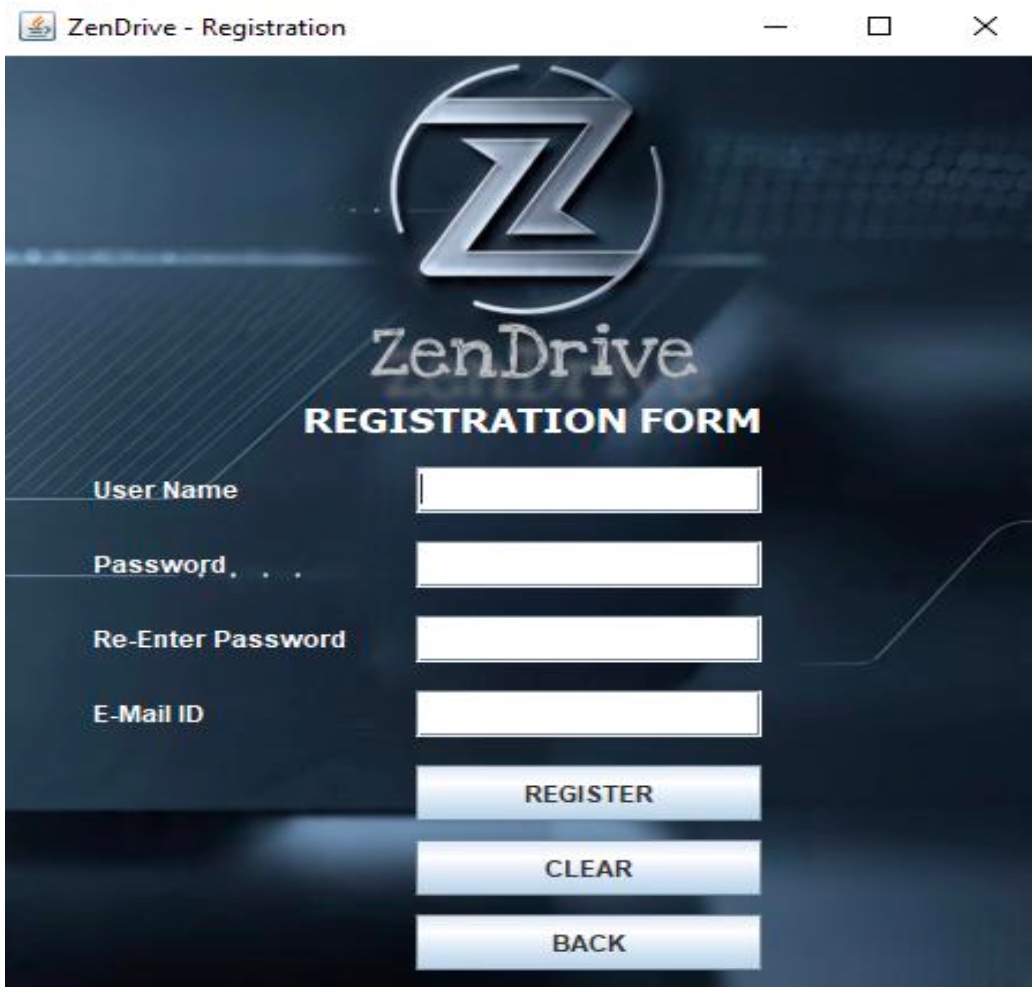 ZenDrive - Registration
ZenDrive
REGISTRATION FORM
User Name
Password
Re-Enter Password
E-Mail ID
REGISTER
CLEAR
BACK